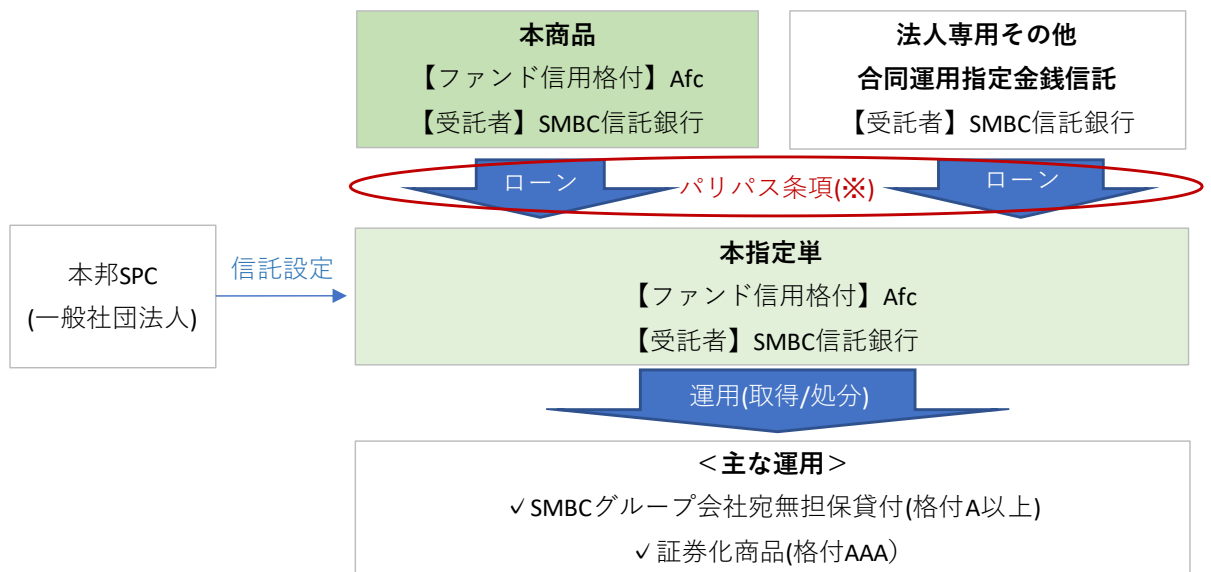 本商品
【ファンド信用格付】Afc
【受託者】SMBC信託銀行
法人専用その他
合同運用指定金銭信託
【受託者】SMBC信託銀行
ローン
パリパス条項(※)
ローン
本邦SPC
(一般社団法人)
信託設定
本指定単
【ファンド信用格付】Afc
【受託者】SMBC信託銀行
運用(取得/処分)
＜主な運用＞
✓SMBCグループ会社宛無担保貸付(格付A以上)
✓証券化商品(格付AAA）